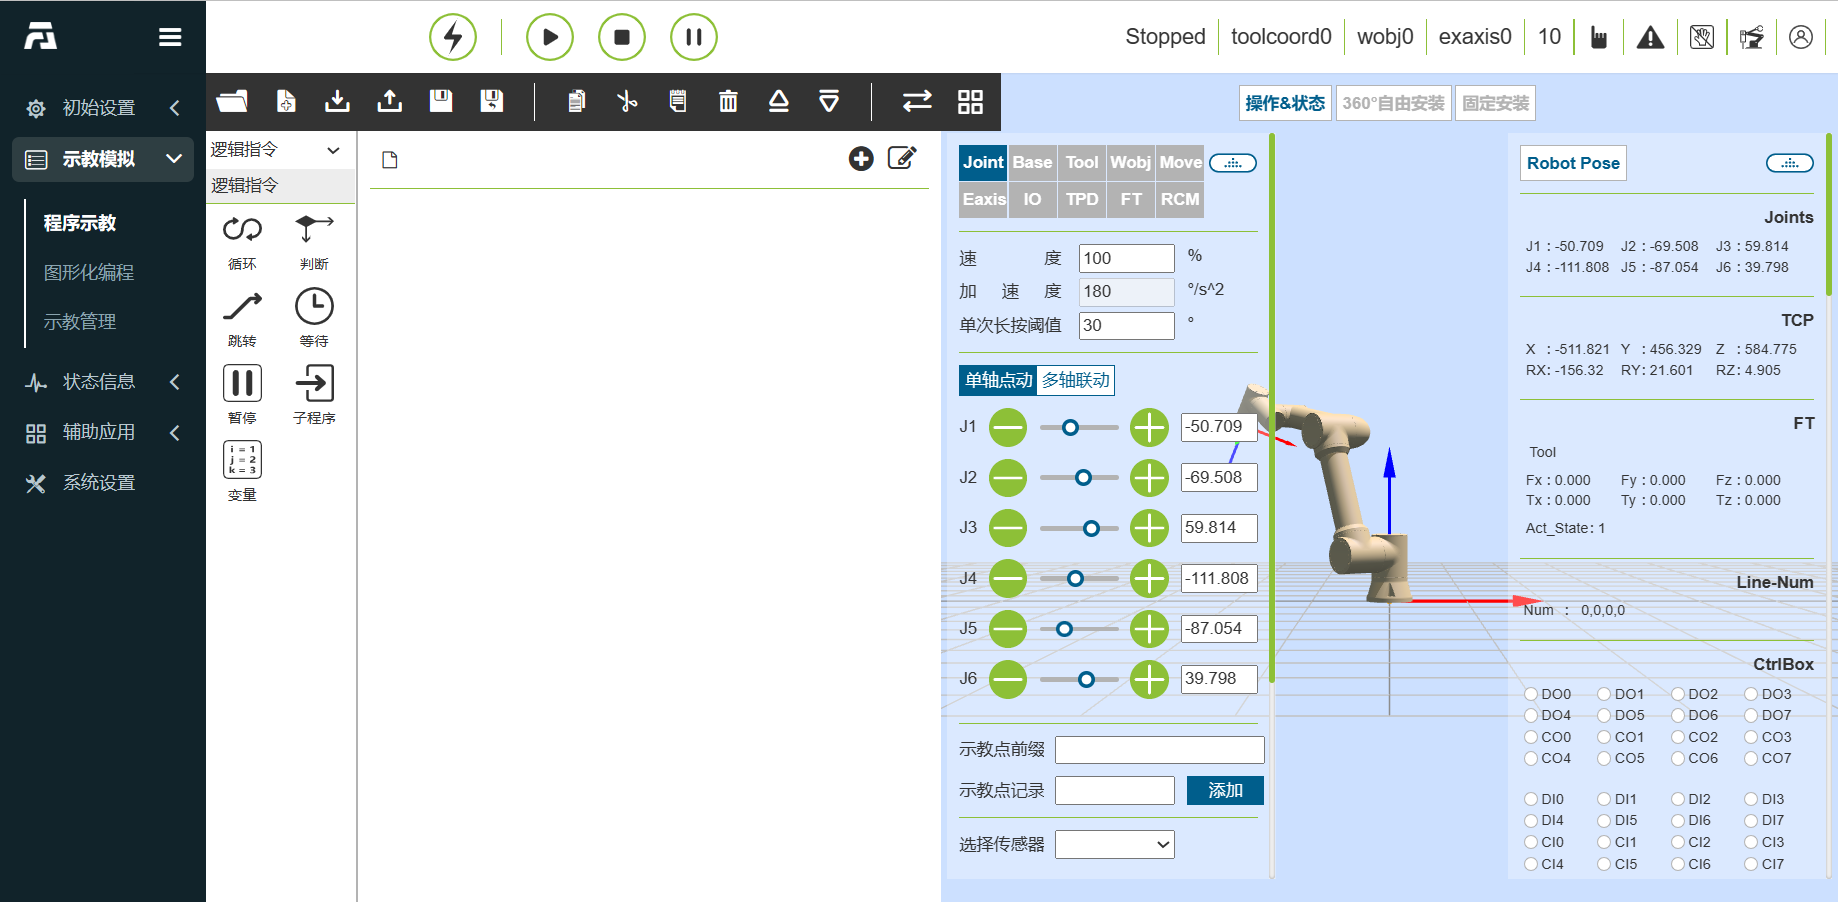 Stopped toolcoord0 wobj0 exaxis0 10
初始设置
示教模拟
程序示教
图形化编程
示教管理
状态信息
辅助应用
系统设置
逻辑指令
逻辑指令
循环 判断
跳转 等待
暂停 子程序
i = 1
j = 2
k = 3
变量
操作&状态 360°自由安装 固定安装
Joint Base Tool Wobj Move
Eaxis IO TPD FT RCM
速度 100 %
加速度 180 °/s^2
单次长按阈值 30 °
单轴点动 多轴联动
J1 -50.709
J2 -69.508
J3 59.814
J4 -111.808
J5 -87.054
J6 39.798
示教点前缀
示教点记录 添加
选择传感器
Robot Pose
Joints
J1 : -50.709 J2 : -69.508 J3 : 59.814
J4 : -111.808 J5 : -87.054 J6 : 39.798
TCP
X : -511.821 Y : 456.329 Z : 584.775
RX: -156.32 RY: 21.601 RZ: 4.905
FT
Tool
Fx : 0.000 Fy : 0.000 Fz : 0.000
Tx : 0.000 Ty : 0.000 Tz : 0.000
Act_State: 1
Line-Num
Num : 0,0,0,0
CtrlBox
DO0 DO1 DO2 DO3
DO4 DO5 DO6 DO7
CO0 CO1 CO2 CO3
CO4 CO5 CO6 CO7
DI0 DI1 DI2 DI3
DI4 DI5 DI6 DI7
CI0 CI1 CI2 CI3
CI4 CI5 CI6 CI7